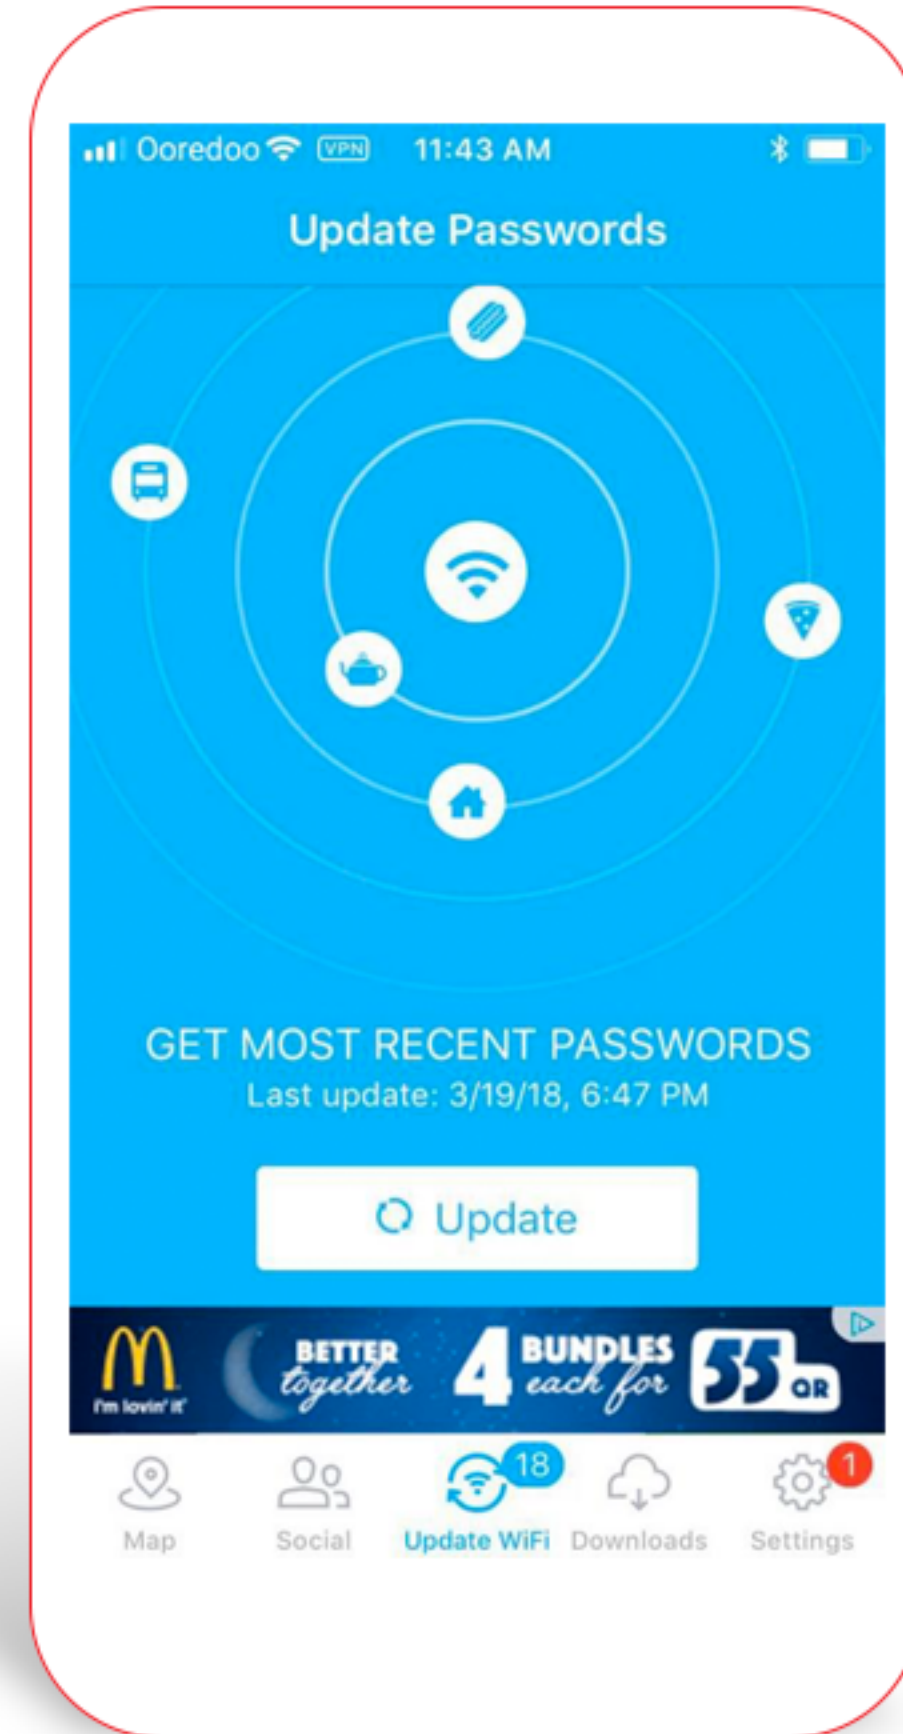 Ooredoo VPN 11:43 AM
Update Passwords
GET MOST RECENT PASSWORDS
Last update: 3/19/18, 6:47 PM
Update
M
i'm lovin' it
BETTER
together
4
BUNDLES
each for
55 QR
18
1
Map Social Update WiFi Downloads Settings